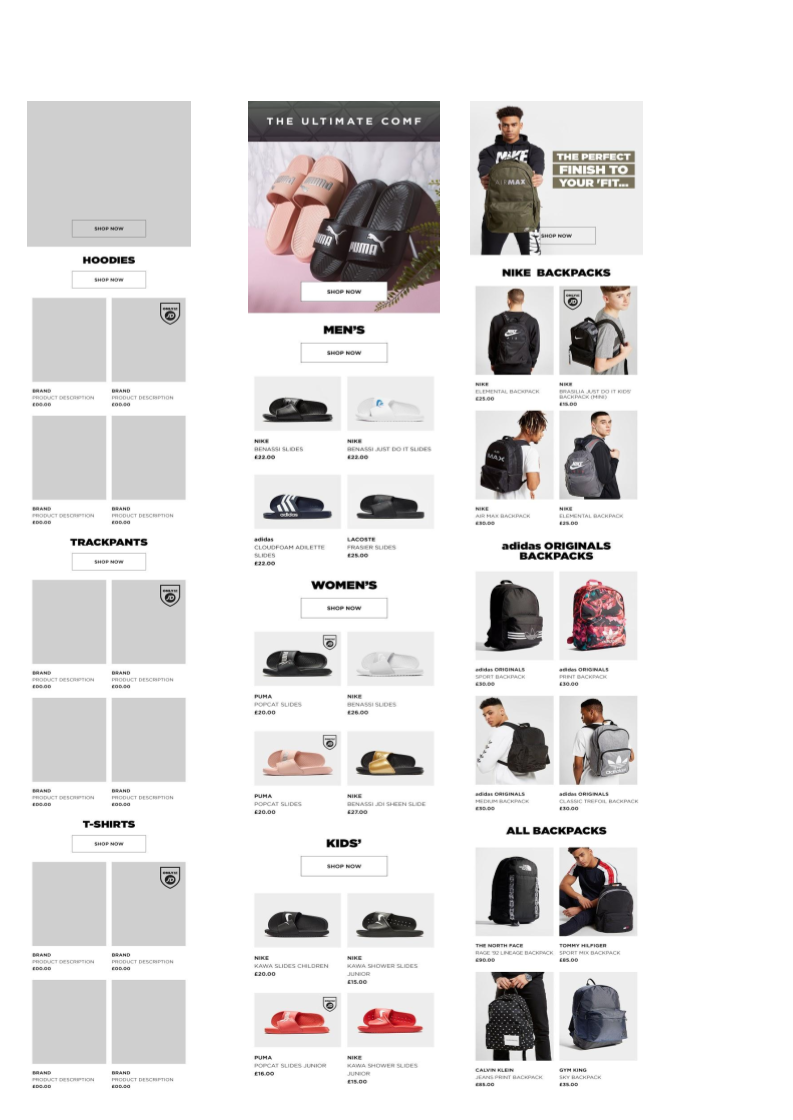 SHOP NOW
HOODIES
SHOP NOW
BRAND
PRODUCT DESCRIPTION
£00.00
BRAND
PRODUCT DESCRIPTION
£00.00
BRAND
PRODUCT DESCRIPTION
£00.00
BRAND
PRODUCT DESCRIPTION
£00.00
TRACKPANTS
SHOP NOW
BRAND
PRODUCT DESCRIPTION
£00.00
BRAND
PRODUCT DESCRIPTION
£00.00
BRAND
PRODUCT DESCRIPTION
£00.00
BRAND
PRODUCT DESCRIPTION
£00.00
T-SHIRTS
SHOP NOW
BRAND
PRODUCT DESCRIPTION
£00.00
BRAND
PRODUCT DESCRIPTION
£00.00
BRAND
PRODUCT DESCRIPTION
£00.00
BRAND
PRODUCT DESCRIPTION
£00.00
THE ULTIMATE COMF
PUMA
PUMA
SHOP NOW
MEN'S
SHOP NOW
NIKE
BENASSI SLIDES
£22.00
NIKE
BENASSI JUST DO IT SLIDES
£22.00
adidas
adidas
CLOUDFOAM ADILETTE
SLIDES
£22.00
LACOSTE
FRASIER SLIDES
£25.00
WOMEN'S
SHOP NOW
PUMA
POPCAT SLIDES
£20.00
NIKE
BENASSI SLIDES
£26.00
PUMA
POPCAT SLIDES
£20.00
NIKE
BENASSI JDI SHEEN SLIDE
£27.00
KIDS'
SHOP NOW
NIKE
KAWA SLIDES CHILDREN
£20.00
NIKE
KAWA SHOWER SLIDES
JUNIOR
£15.00
PUMA
POPCAT SLIDES JUNIOR
£16.00
NIKE
KAWA SHOWER SLIDES
JUNIOR
£15.00
NIKE
AIR MAX
THE PERFECT
FINISH TO
YOUR 'FIT...
SHOP NOW
NIKE BACKPACKS
NIKE
ELEMENTAL BACKPACK
£25.00
NIKE
BRASILIA JUST DO IT KIDS'
BACKPACK (MINI)
£18.00
NIKE
AIR MAX BACKPACK
£30.00
NIKE
ELEMENTAL BACKPACK
£25.00
adidas ORIGINALS
BACKPACKS
adidas ORIGINALS
SPORT BACKPACK
£30.00
adidas ORIGINALS
PRINT BACKPACK
£30.00
adidas ORIGINALS
MEDIUM BACKPACK
£30.00
adidas ORIGINALS
CLASSIC TREFOIL BACKPACK
£30.00
ALL BACKPACKS
THE NORTH FACE
RAGE '92 LINEAGE BACKPACK
£90.00
TOMMY HILFIGER
SPORT MIX BACKPACK
£85.00
CALVIN KLEIN
JEANS PRINT BACKPACK
£65.00
GYM KING
SKY BACKPACK
£35.00